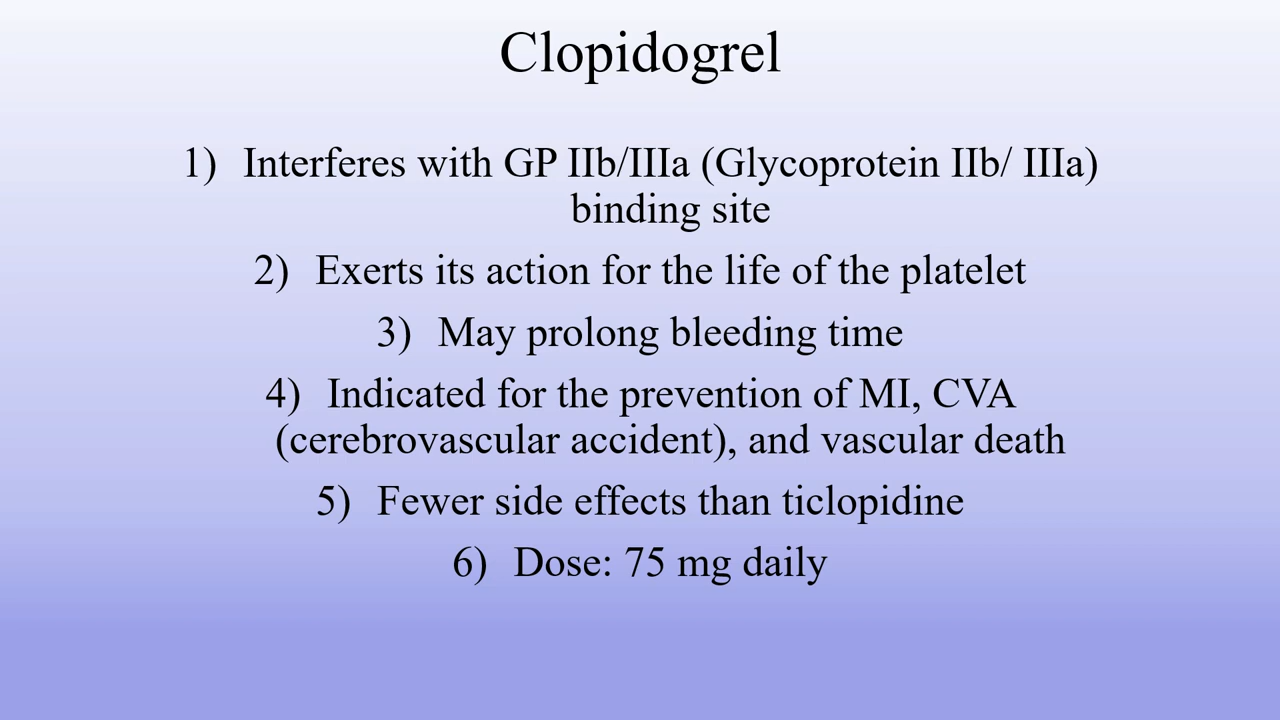 Clopidogrel
1) Interferes with GP IIb/IIIa (Glycoprotein IIb/ IIIa)
binding site
2) Exerts its action for the life of the platelet
3) May prolong bleeding time
4) Indicated for the prevention of MI, CVA
(cerebrovascular accident), and vascular death
5) Fewer side effects than ticlopidine
6) Dose: 75 mg daily